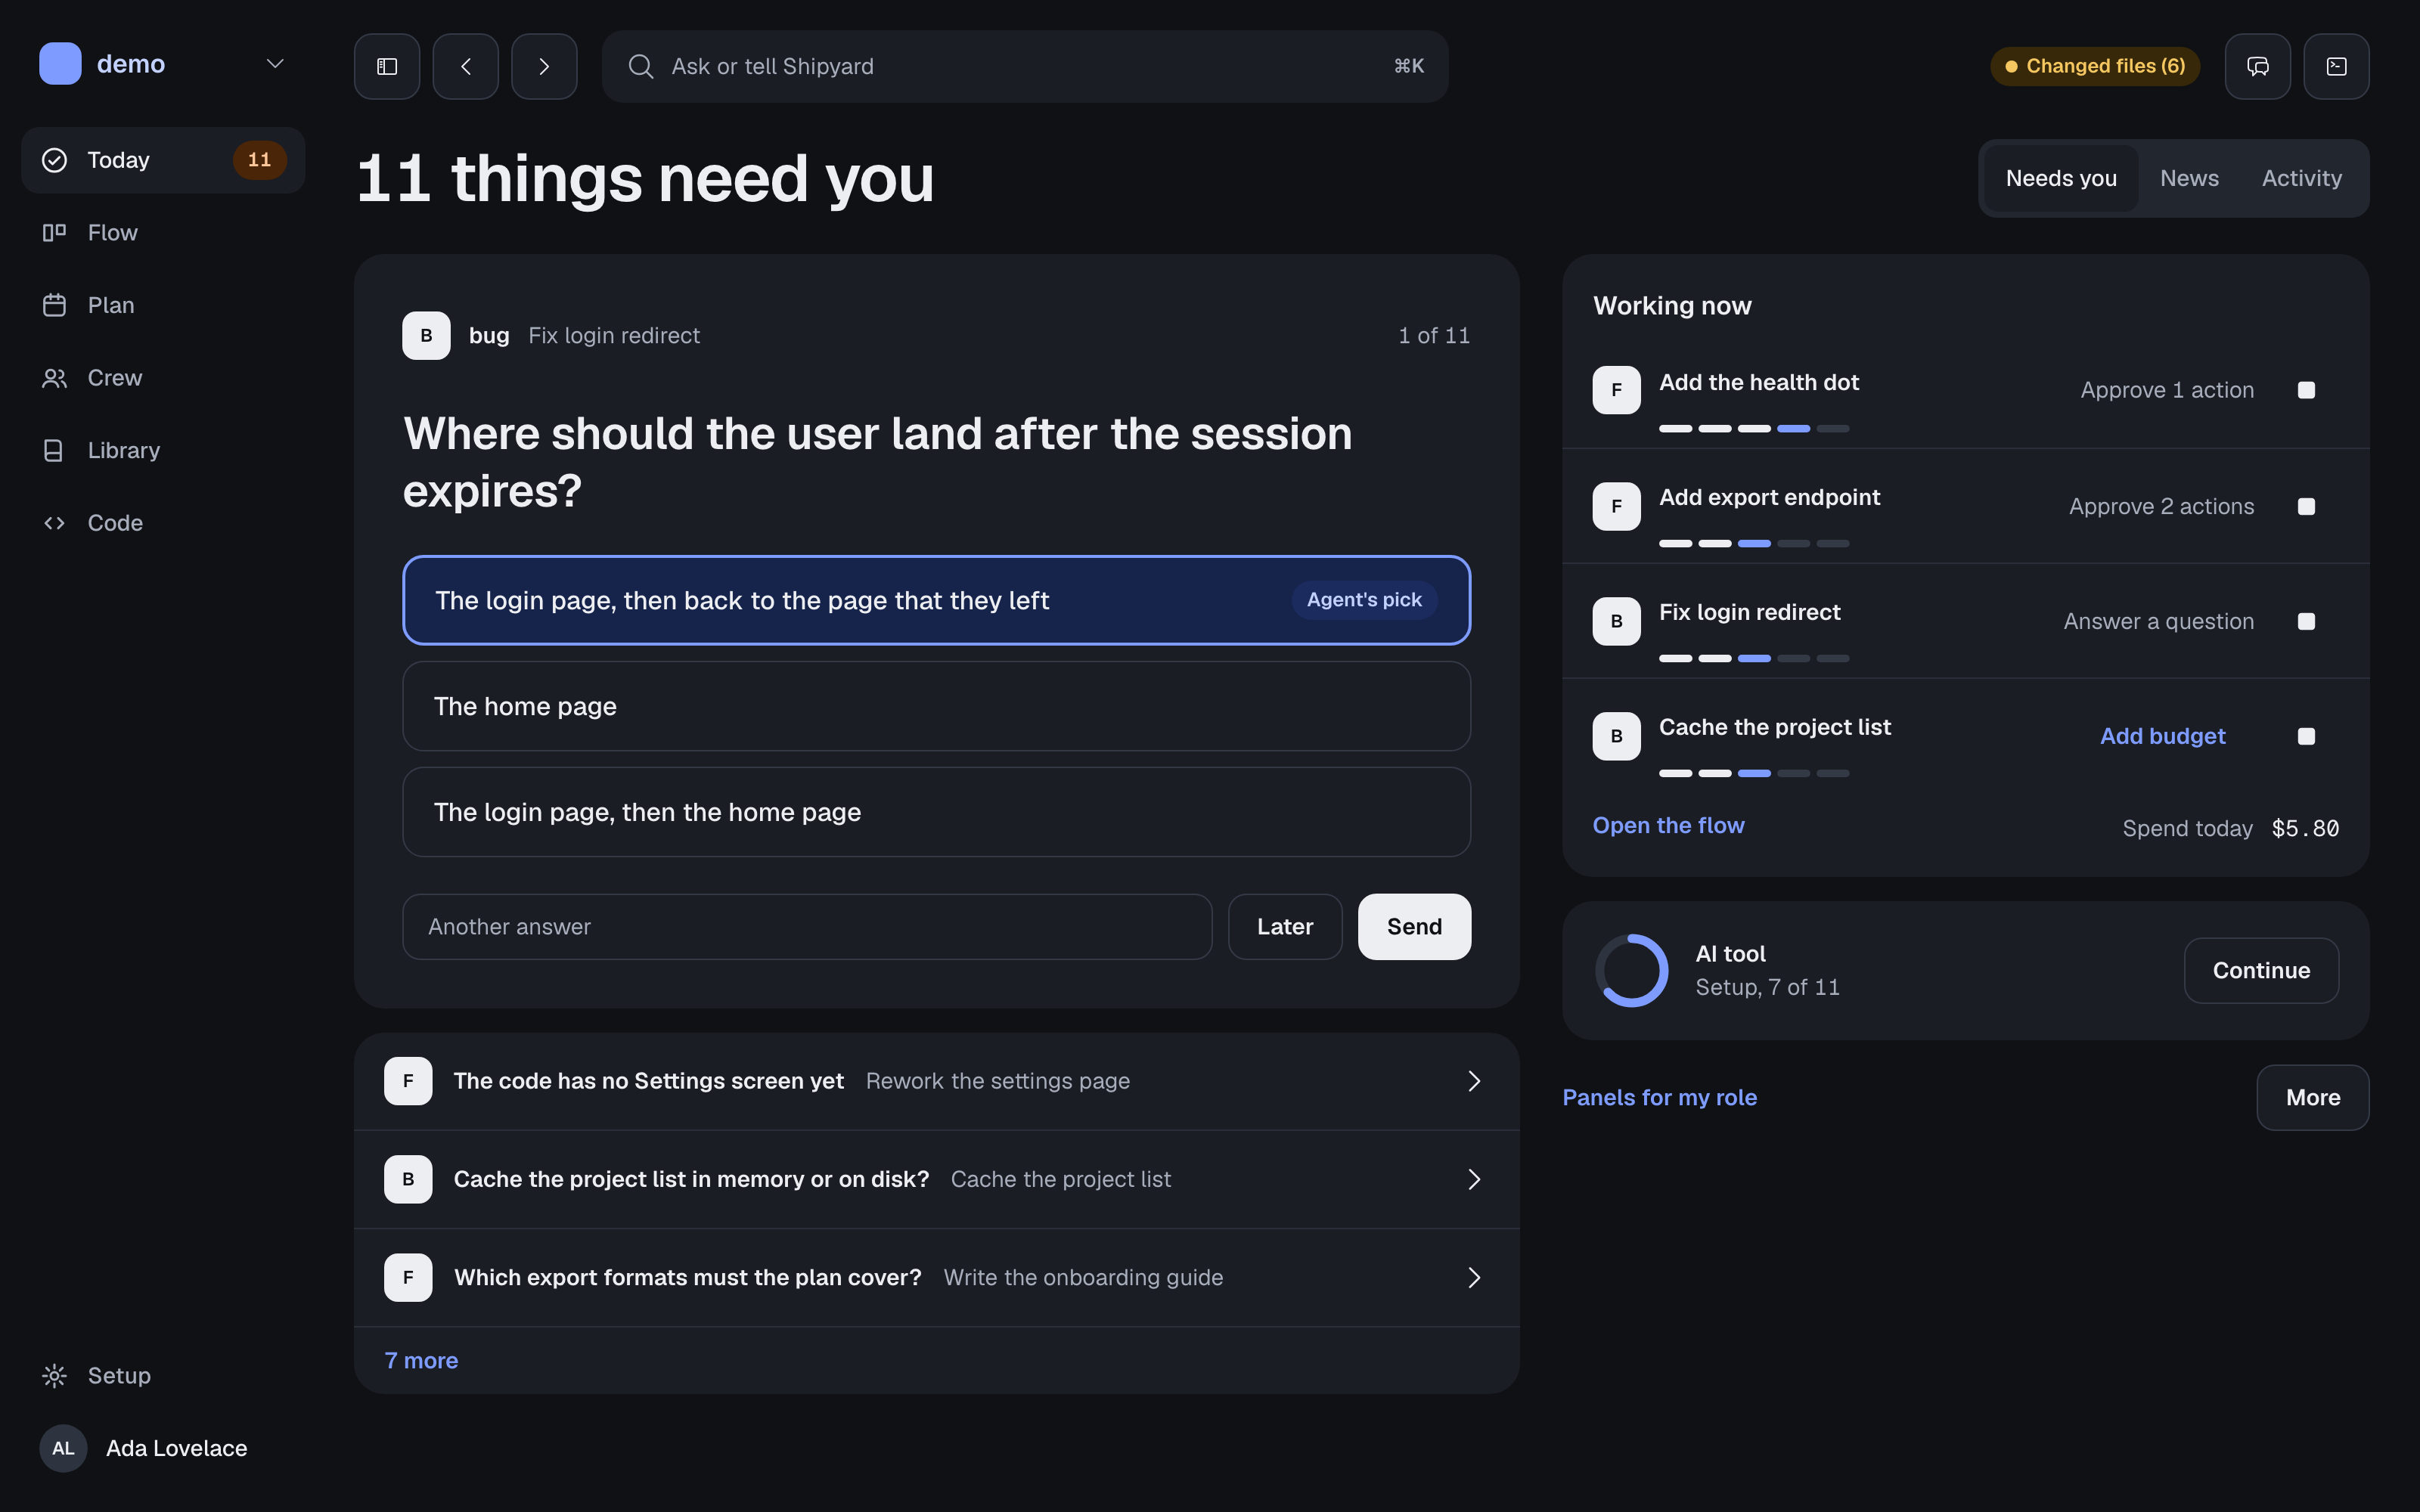 demo
Today 11
Flow
Plan
Crew
Library
Code
Setup
AL Ada Lovelace
Ask or tell Shipyard ⌘K
Changed files (6)
11 things need you
Needs you News Activity
B bug Fix login redirect 1 of 11
Where should the user land after the session
expires?
The login page, then back to the page that they left Agent's pick
The home page
The login page, then the home page
Another answer Later Send
F The code has no Settings screen yet Rework the settings page
B Cache the project list in memory or on disk? Cache the project list
F Which export formats must the plan cover? Write the onboarding guide
7 more
Working now
F Add the health dot Approve 1 action
F Add export endpoint Approve 2 actions
B Fix login redirect Answer a question
B Cache the project list Add budget
Open the flow Spend today $5.80
AI tool
Setup, 7 of 11
Continue
Panels for my role More